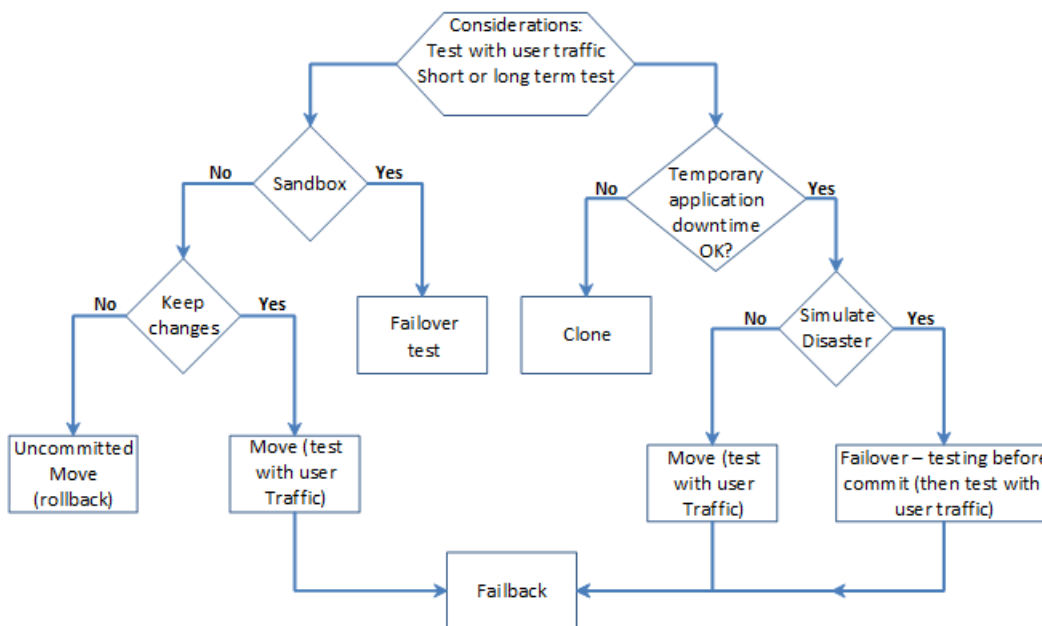 Considerations:
Test with user traffic
Short or long term test
No
Sandbox
Yes
No
Temporary
application
downtime
OK?
Yes
No
Keep
changes
Yes
Failover
test
Clone
No
Simulate
Disaster
Yes
Uncommitted
Move
(rollback)
Move (test
with user
Traffic)
Move (test
with user
Traffic)
Failover – testing before
commit (then test with
user traffic)
Failback